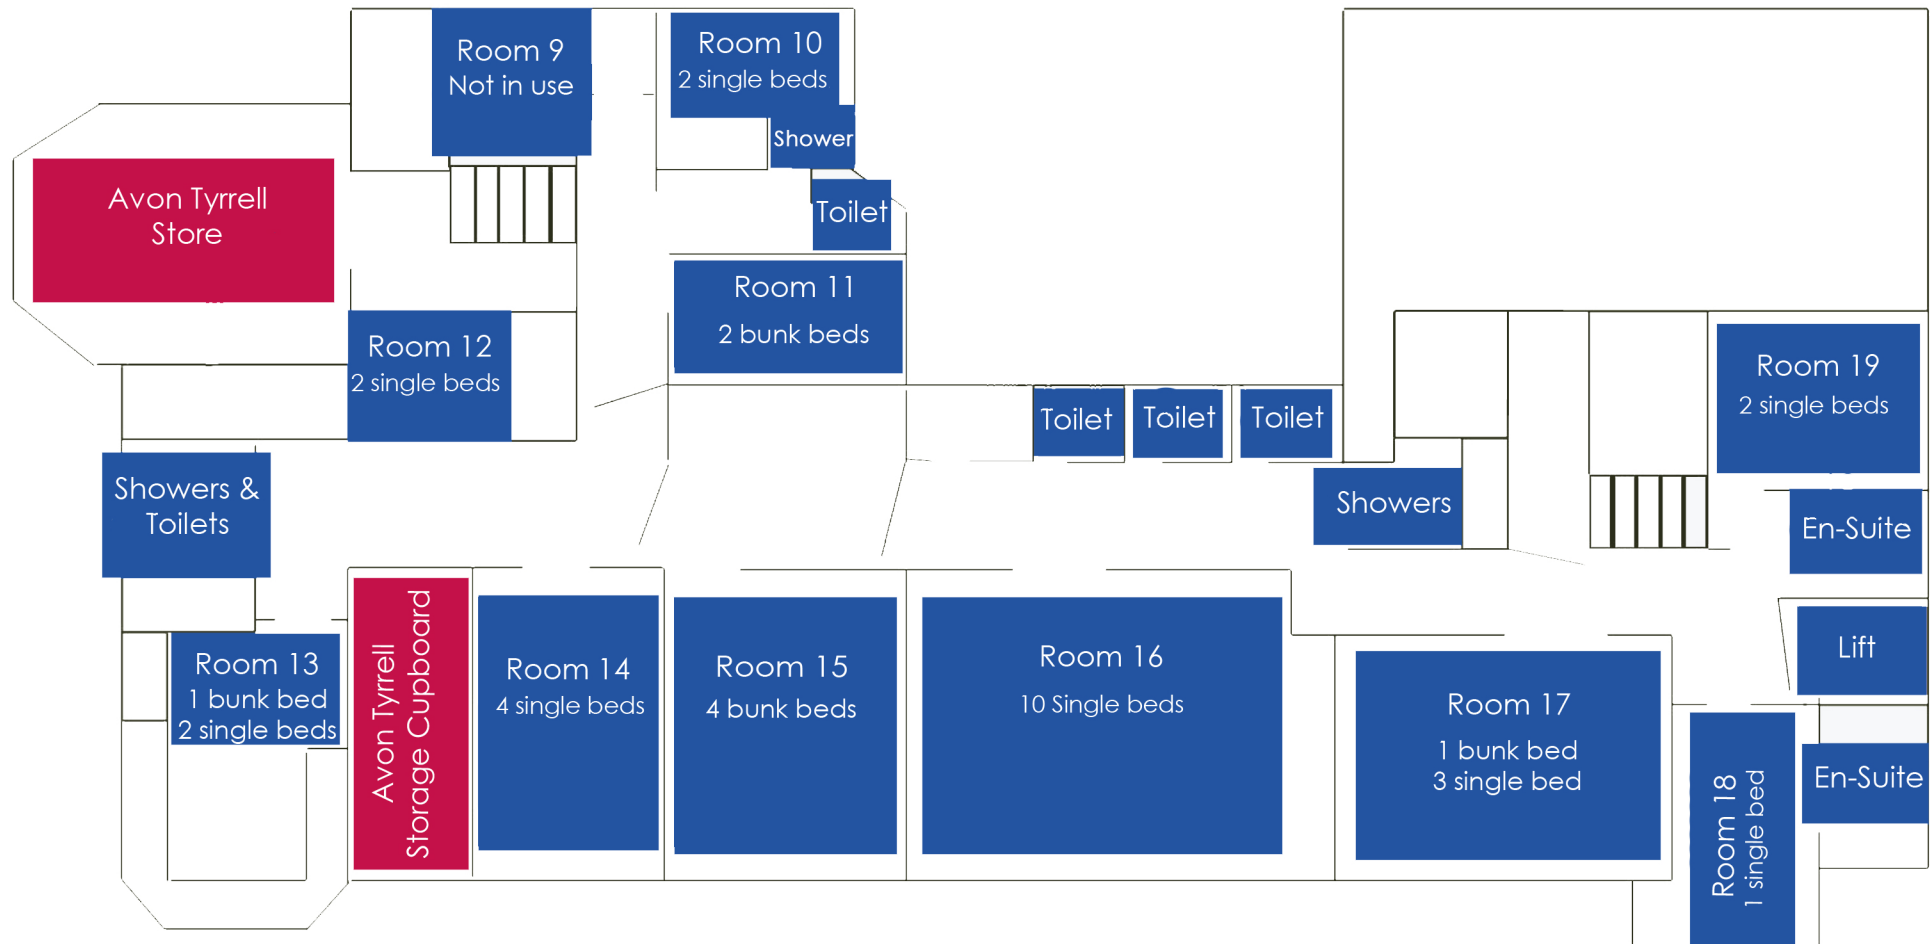 Room 9
Not in use
Room 10
2 single beds
Shower
Avon Tyrrell
Store
Toilet
Room 11
2 bunk beds
Room 12
2 single beds
Toilet
Toilet
Toilet
Room 19
2 single beds
Showers &
Toilets
Showers
En-Suite
Room 13
1 bunk bed
2 single beds
Avon Tyrrell
Storage Cupboard
Room 14
4 single beds
Room 15
4 bunk beds
Room 16
10 Single beds
Room 17
1 bunk bed
3 single bed
Lift
Room 18
1 single bed
En-Suite